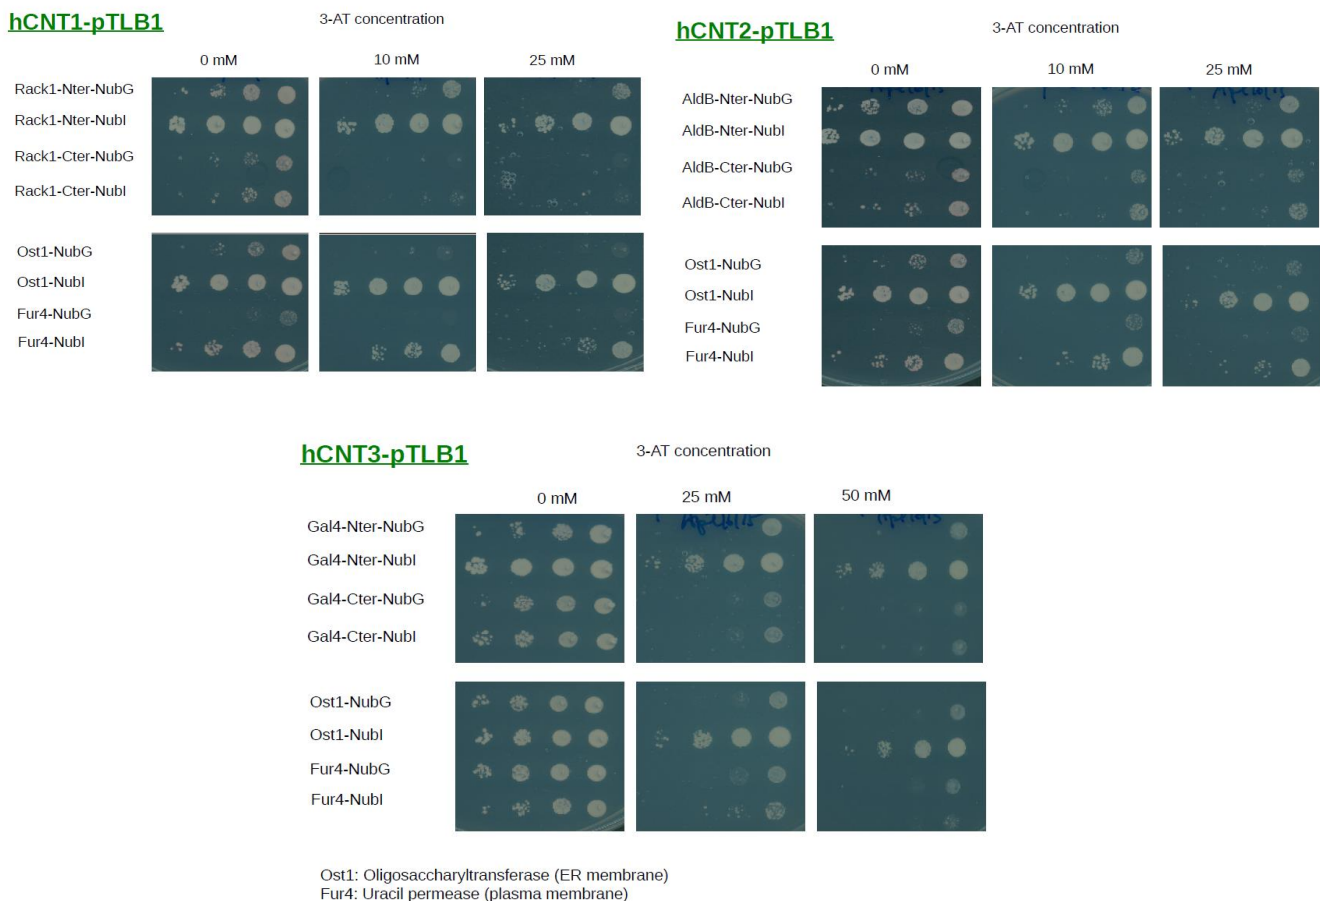 hCNT1-pTLB1
3-AT concentration
0 mM
10 mM
25 mM
Rack1-Nter-NubG
Rack1-Nter-NubI
Rack1-Cter-NubG
Rack1-Cter-NubI
Ost1-NubG
Ost1-NubI
Fur4-NubG
Fur4-NubI
hCNT2-pTLB1
3-AT concentration
0 mM
10 mM
25 mM
AldB-Nter-NubG
AldB-Nter-NubI
AldB-Cter-NubG
AldB-Cter-NubI
Ost1-NubG
Ost1-NubI
Fur4-NubG
Fur4-NubI
hCNT3-pTLB1
3-AT concentration
0 mM
25 mM
50 mM
Gal4-Nter-NubG
Gal4-Nter-NubI
Gal4-Cter-NubG
Gal4-Cter-NubI
Ost1-NubG
Ost1-NubI
Fur4-NubG
Fur4-NubI
Ost1: Oligosaccharyltransferase (ER membrane)
Fur4: Uracil permease (plasma membrane)